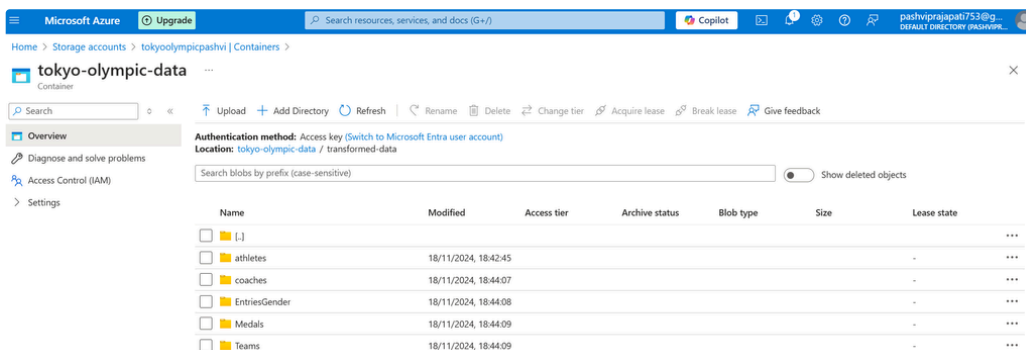 Microsoft Azure Upgrade Search resources, services, and docs (G+/) Copilot 1 pashviprajapati753@g...
DEFAULT DIRECTORY (PASHVIPR...
Home > Storage accounts > tokyoolympicpashvi | Containers >
tokyo-olympic-data ...
Container
Search
Upload Add Directory Refresh Rename Delete Change tier Acquire lease Break lease Give feedback
Overview
Diagnose and solve problems
Access Control (IAM)
Settings
Authentication method: Access key (Switch to Microsoft Entra user account)
Location: tokyo-olympic-data / transformed-data
Search blobs by prefix (case-sensitive) Show deleted objects
Name Modified Access tier Archive status Blob type Size Lease state
[..] ...
athletes 18/11/2024, 18:42:45 - ...
coaches 18/11/2024, 18:44:07 - ...
EntriesGender 18/11/2024, 18:44:08 - ...
Medals 18/11/2024, 18:44:09 - ...
Teams 18/11/2024, 18:44:09 - ...